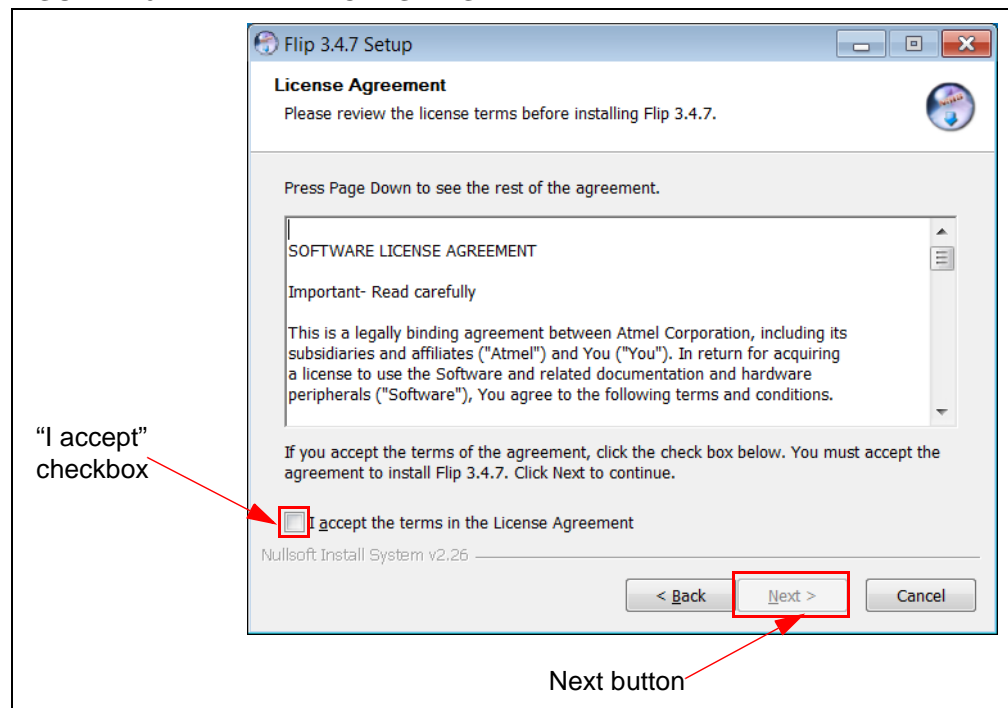 Flip 3.4.7 Setup
License Agreement
Please review the license terms before installing Flip 3.4.7.
Press Page Down to see the rest of the agreement.
SOFTWARE LICENSE AGREEMENT
Important- Read carefully
This is a legally binding agreement between Atmel Corporation, including its
subsidiaries and affiliates ("Atmel") and You ("You"). In return for acquiring
a license to use the Software and related documentation and hardware
peripherals ("Software"), You agree to the following terms and conditions.
“I accept”
checkbox
If you accept the terms of the agreement, click the check box below. You must accept the
agreement to install Flip 3.4.7. Click Next to continue.
I accept the terms in the License Agreement
Nullsoft Install System v2.26
< Back Next > Cancel
Next button